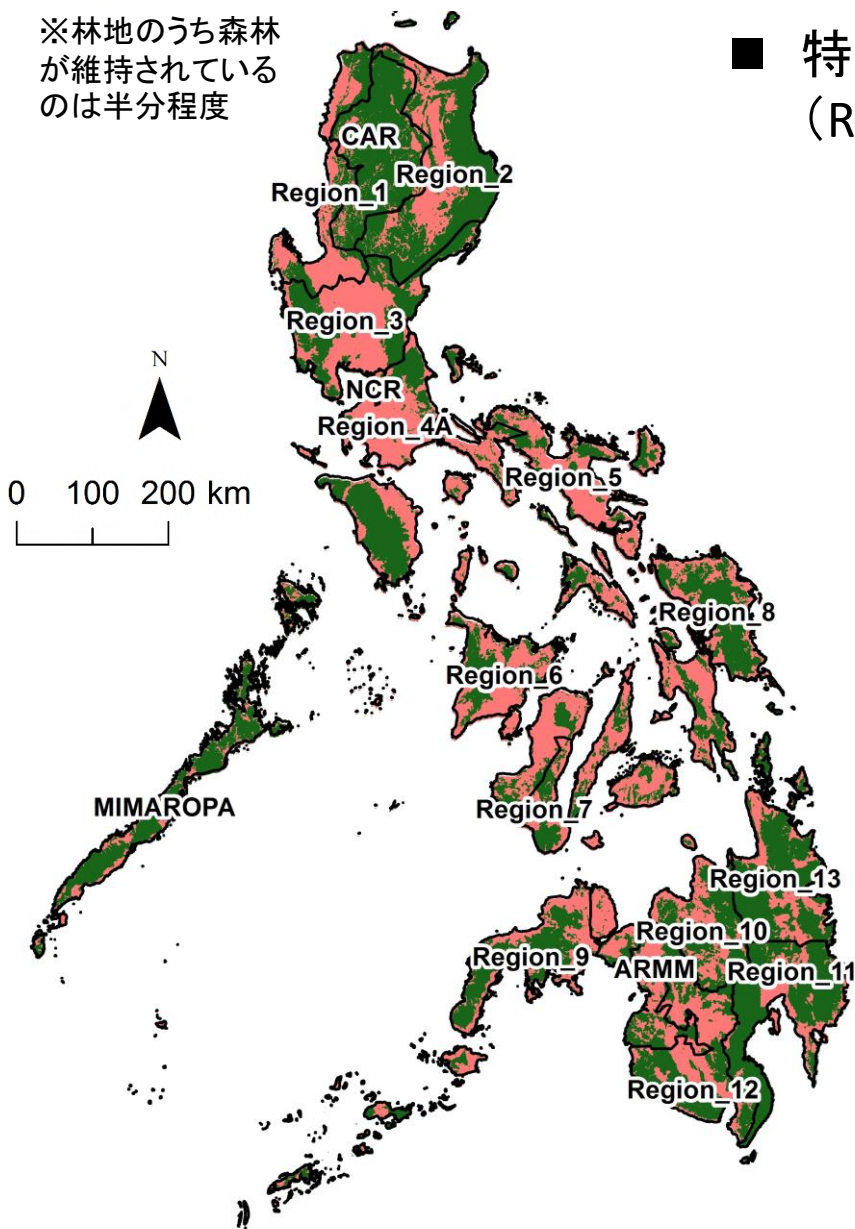 ※林地のうち森林
が維持されている
のは半分程度
■ 特
（R
CAR
Region_2
Region_1
Region_3
N
NCR
Region_4A
Region_5
0 100 200 km
Region_8
Region_6
MIMAROPA
Region_7
Region_13
Region_10
Region_9
ARMM
Region_11
Region_12